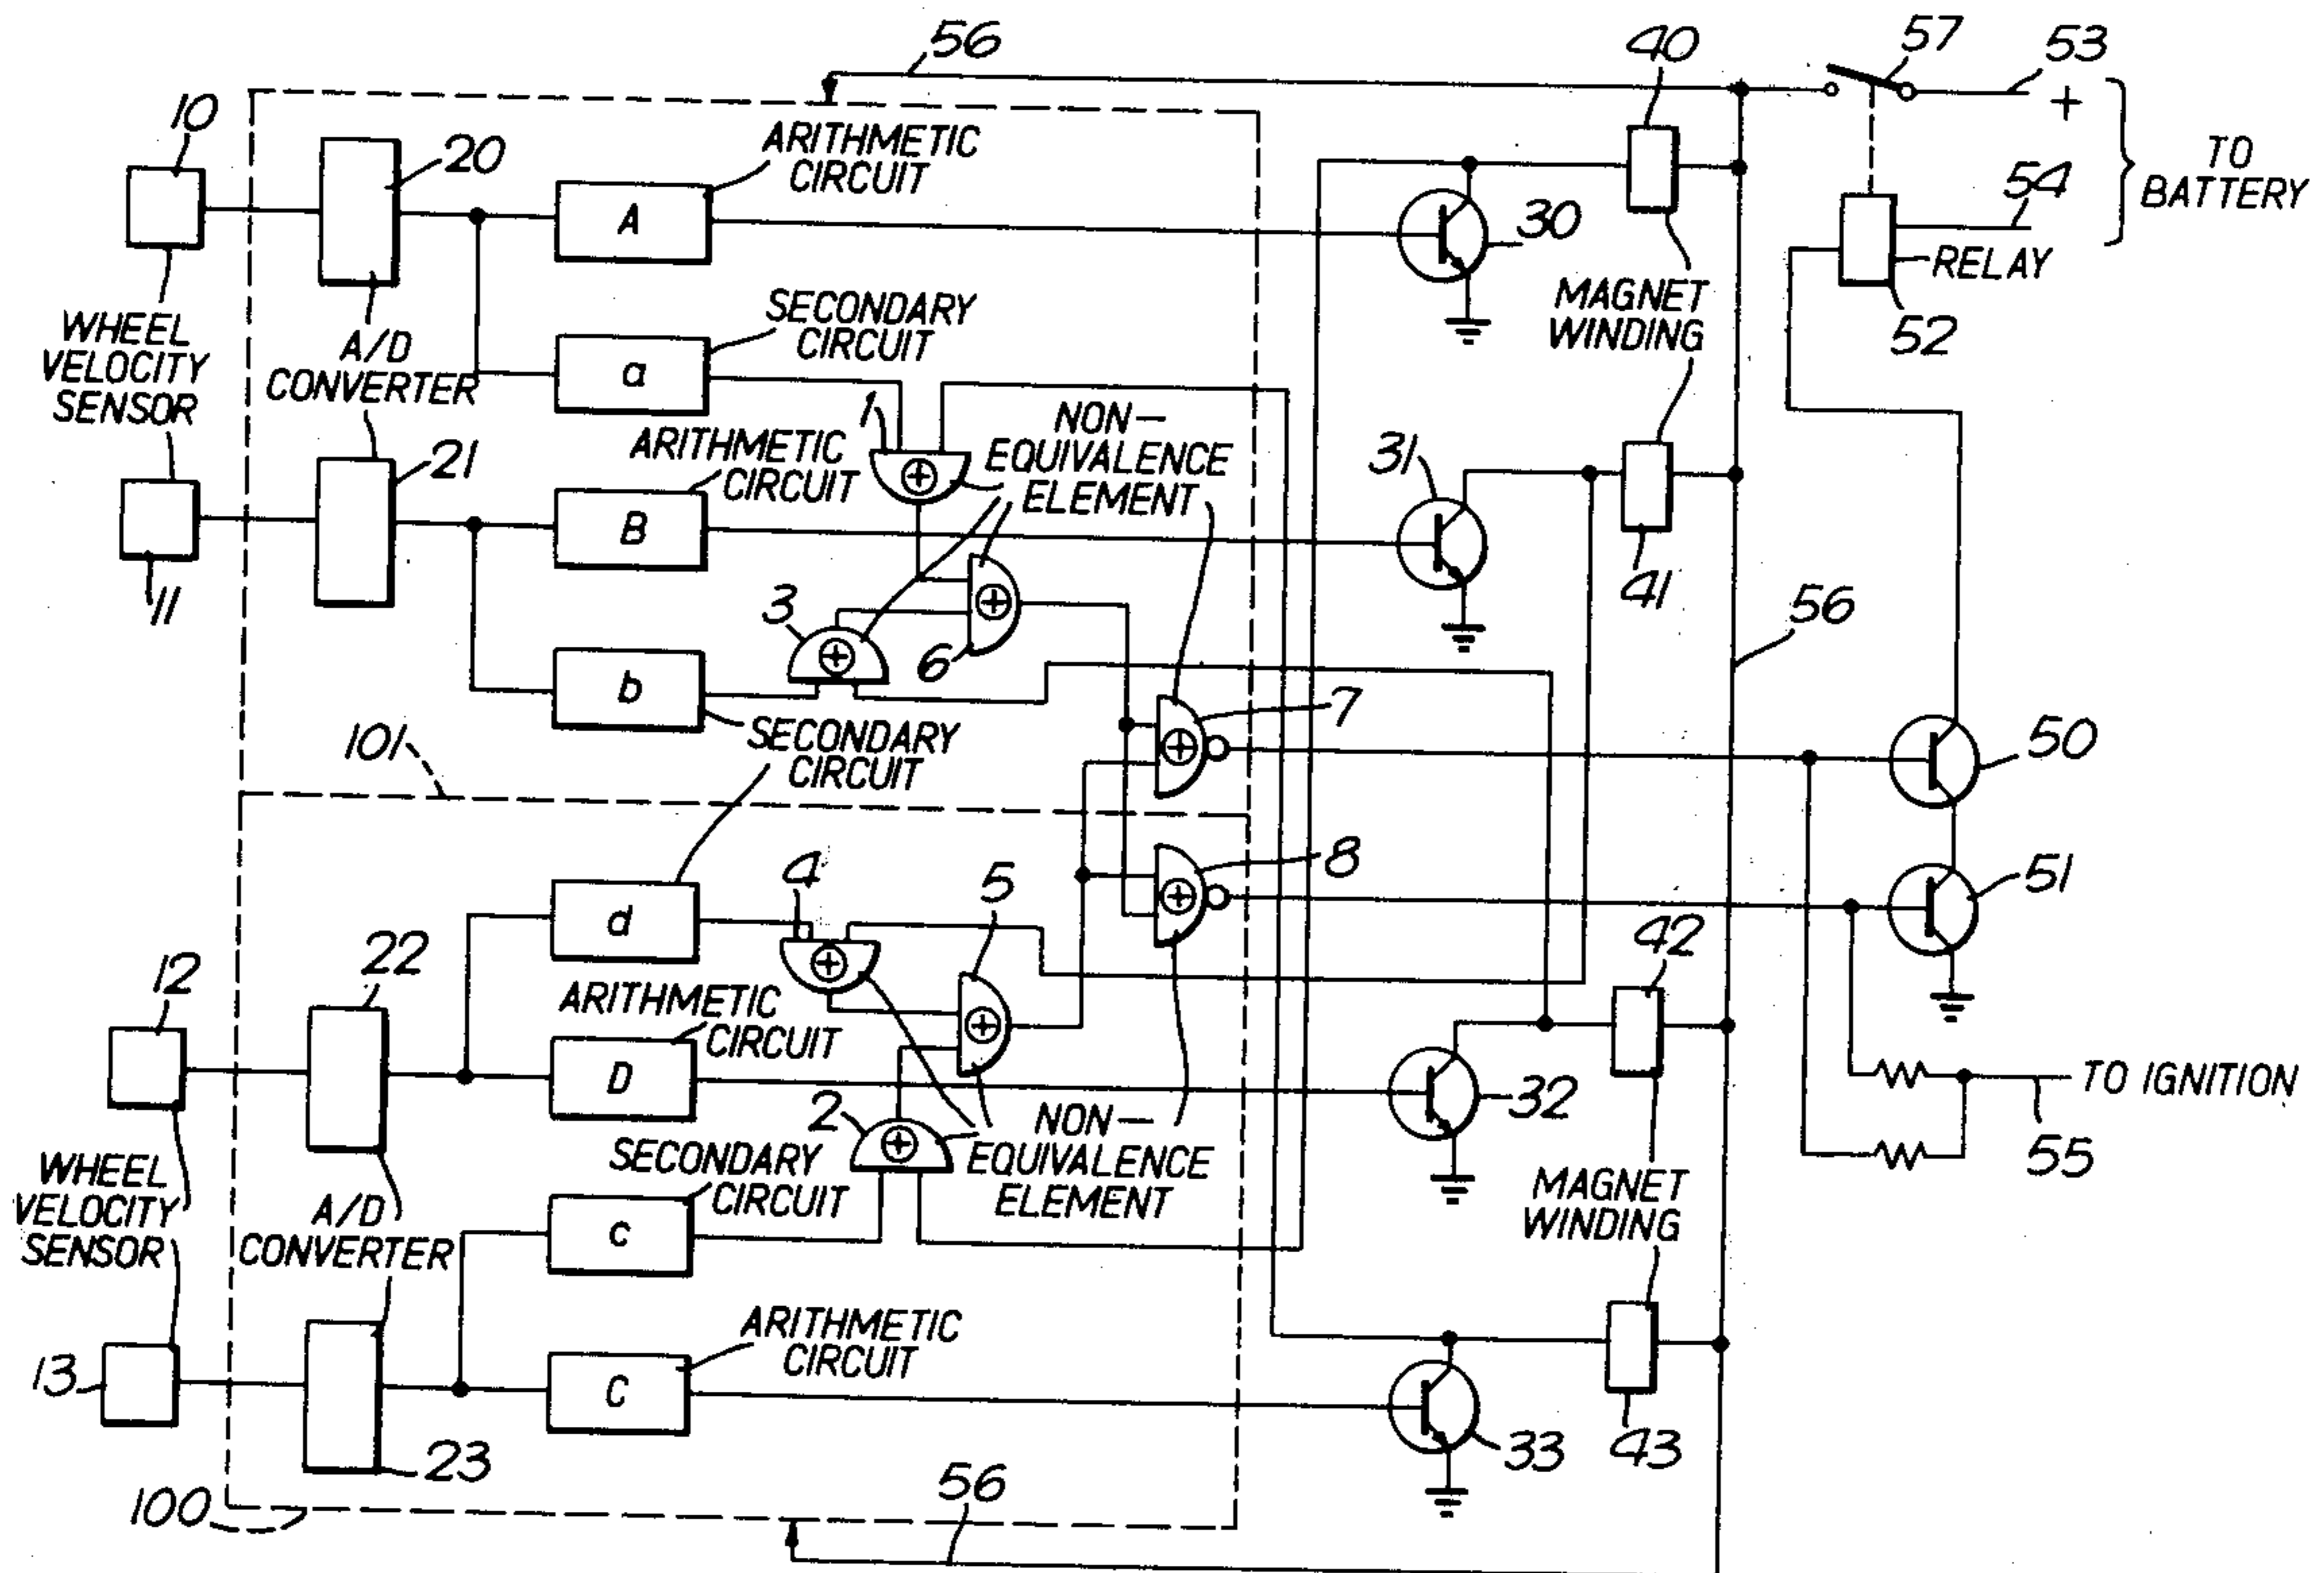 56
40
57
53
+
TO
BATTERY
54
10
20
ARITHMETIC
CIRCUIT
A
30
RELAY
52
MAGNET
WINDING
WHEEL
VELOCITY
SENSOR
A/D
CONVERTER
SECONDARY
CIRCUIT
a
1
NON-
EQUIVALENCE
ELEMENT
ARITHMETIC
CIRCUIT
21
B
31
41
11
3
6
56
b
SECONDARY
CIRCUIT
7
101
50
8
51
4
5
d
22
42
12
ARITHMETIC
CIRCUIT
D
32
TO IGNITION
55
2
NON-
EQUIVALENCE
ELEMENT
SECONDARY
CIRCUIT
WHEEL
VELOCITY
SENSOR
A/D
CONVERTER
c
MAGNET
WINDING
ARITHMETIC
CIRCUIT
13
C
33
43
23
100
56